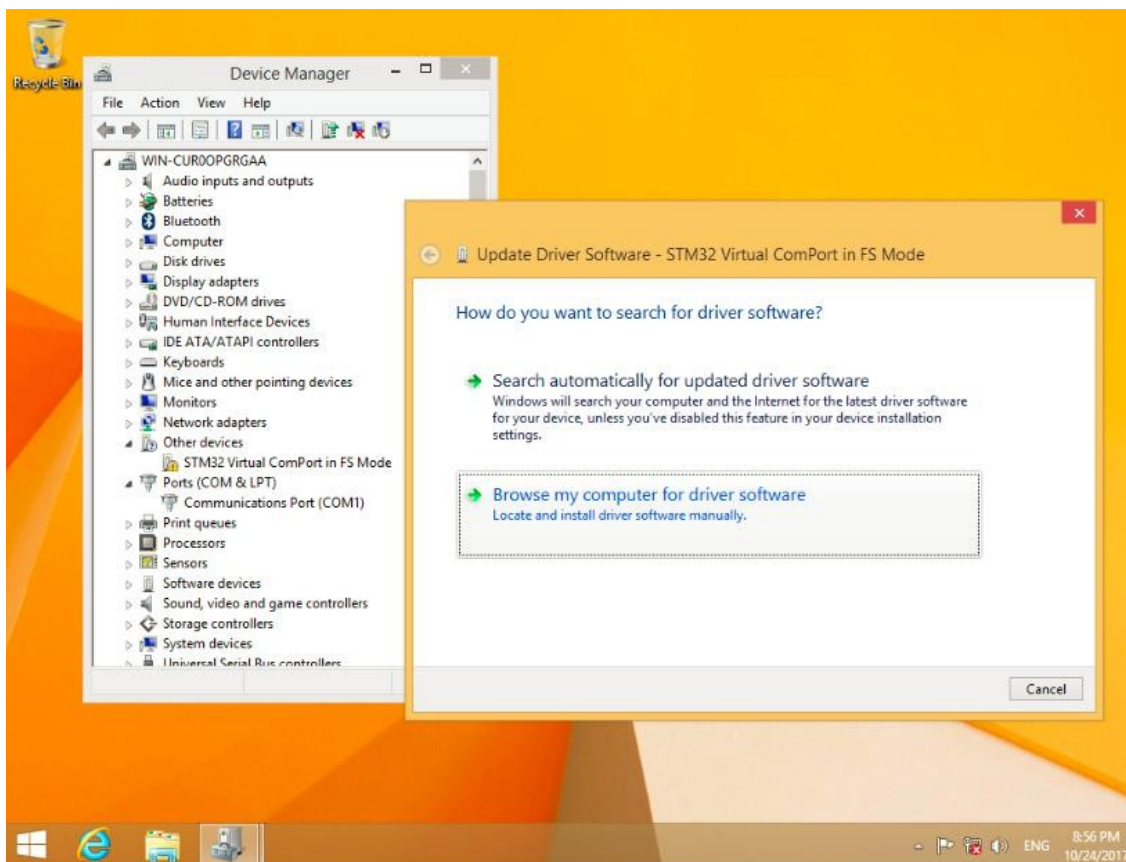 Recycle Bin
Device Manager
File Action View Help
WIN-CUR0OPGRGAA
Audio inputs and outputs
Batteries
Bluetooth
Computer
Disk drives
Display adapters
DVD/CD-ROM drives
Human Interface Devices
IDE ATA/ATAPI controllers
Keyboards
Mice and other pointing devices
Monitors
Network adapters
Other devices
STM32 Virtual ComPort in FS Mode
Ports (COM & LPT)
Communications Port (COM1)
Print queues
Processors
Sensors
Software devices
Sound, video and game controllers
Storage controllers
System devices
Universal Serial Bus controllers
Update Driver Software - STM32 Virtual ComPort in FS Mode
How do you want to search for driver software?
Search automatically for updated driver software
Windows will search your computer and the Internet for the latest driver software
for your device, unless you've disabled this feature in your device installation
settings.
Browse my computer for driver software
Locate and install driver software manually.
Cancel
ENG
8:56 PM
10/24/2017